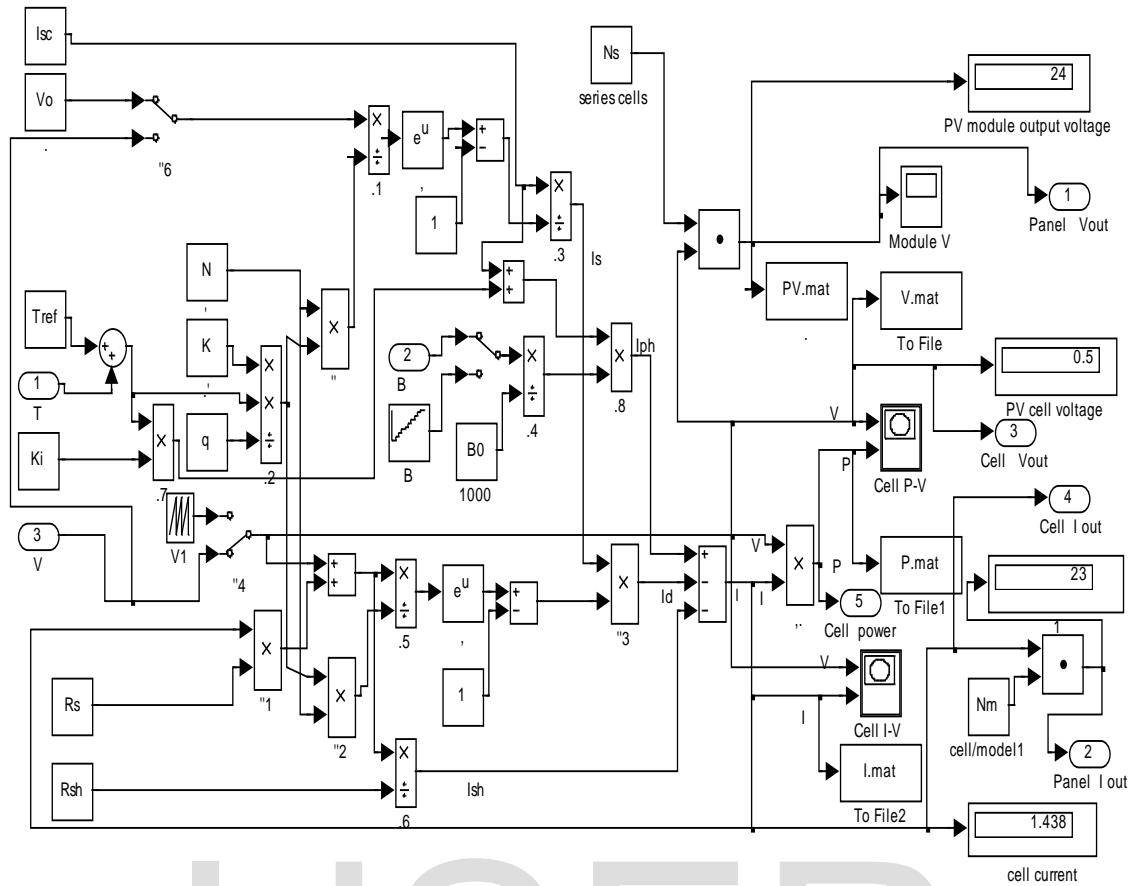 Isc
Ns
series cells
24
PV module output voltage
Vo
"6
.1
e^u
,
+
−
1
.3
Is
1
Panel Vout
Module V
PV.mat
V.mat
To File
N
,
K
Tref
+
+
1
T
Ki
.7
q
.2
"
+
+
2
B
B
B0
1000
.4
Iph
.8
0.5
PV cell voltage
3
Cell Vout
V
P
Cell P-V
4
Cell I out
V1
3
V
"4
+
+
.5
e^u
,
+
−
1
"3
Id
+
−
−
I
I
V
P
,.
5
Cell power
P.mat
To File1
23
1
Nm
cell/model1
2
Panel I out
V
I
Cell I-V
I.mat
To File2
Rs
"1
"2
Rsh
.6
Ish
1.438
cell current